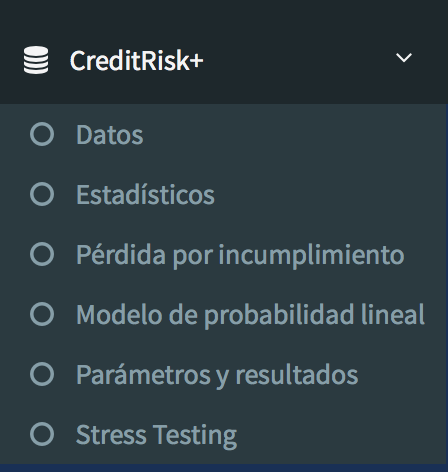 CreditRisk+
Datos
Estadísticos
Pérdida por incumplimiento
Modelo de probabilidad lineal
Parámetros y resultados
Stress Testing